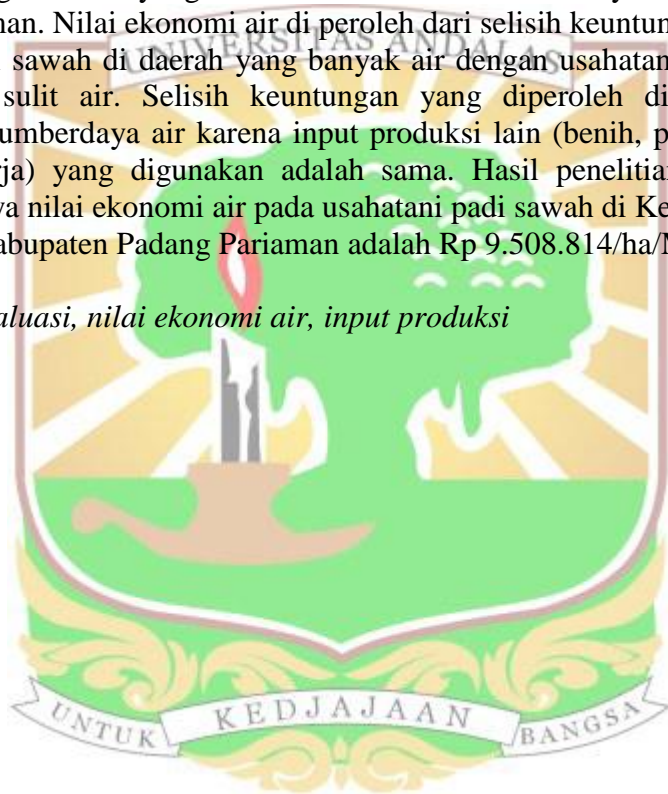 nan. Nilai ekonomi air di peroleh dari selisih keuntun
UNIVERSITAS ANDALAS
sawah di daerah yang banyak air dengan usahatan
sulit air. Selisih keuntungan yang diperoleh di
umberdaya air karena input produksi lain (benih, p
rja) yang digunakan adalah sama. Hasil penelitian
va nilai ekonomi air pada usahatani padi sawah di Ke
abupaten Padang Pariaman adalah Rp 9.508.814/ha/M
aluasi, nilai ekonomi air, input produksi
UNTUK KEDJAJAAN BANGSA